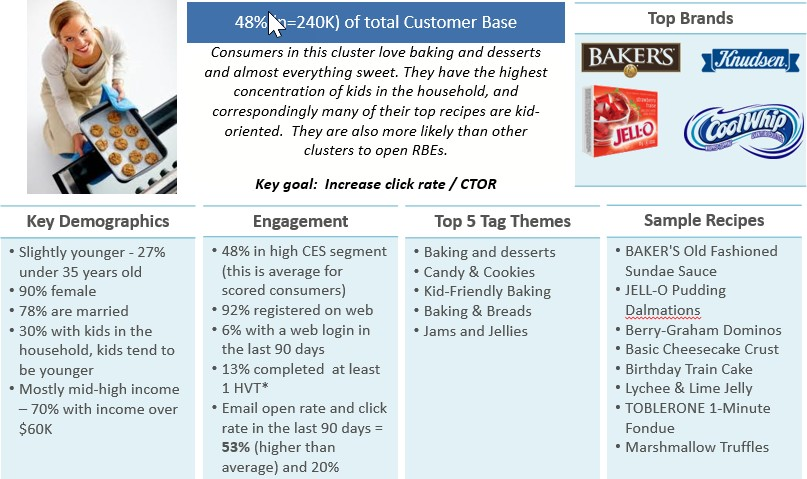 48% n=240K) of total Customer Base
Consumers in this cluster love baking and desserts
and almost everything sweet. They have the highest
concentration of kids in the household, and
correspondingly many of their top recipes are kid-
oriented. They are also more likely than other
clusters to open RBEs.
Key goal: Increase click rate / CTOR
Top Brands
BAKER'S
Knudsen
JELL-O
Cool Whip
Key Demographics
• Slightly younger - 27%
under 35 years old
• 90% female
• 78% are married
• 30% with kids in the
household, kids tend to
be younger
• Mostly mid-high income
– 70% with income over
$60K
Engagement
• 48% in high CES segment
(this is average for
scored consumers)
• 92% registered on web
• 6% with a web login in
the last 90 days
• 13% completed at least
1 HVT*
• Email open rate and click
rate in the last 90 days =
53% (higher than
average) and 20%
Top 5 Tag Themes
• Baking and desserts
• Candy & Cookies
• Kid-Friendly Baking
• Baking & Breads
• Jams and Jellies
Sample Recipes
• BAKER'S Old Fashioned
Sundae Sauce
• JELL-O Pudding
Dalmations
• Berry-Graham Dominos
• Basic Cheesecake Crust
• Birthday Train Cake
• Lychee & Lime Jelly
• TOBLERONE 1-Minute
Fondue
• Marshmallow Truffles